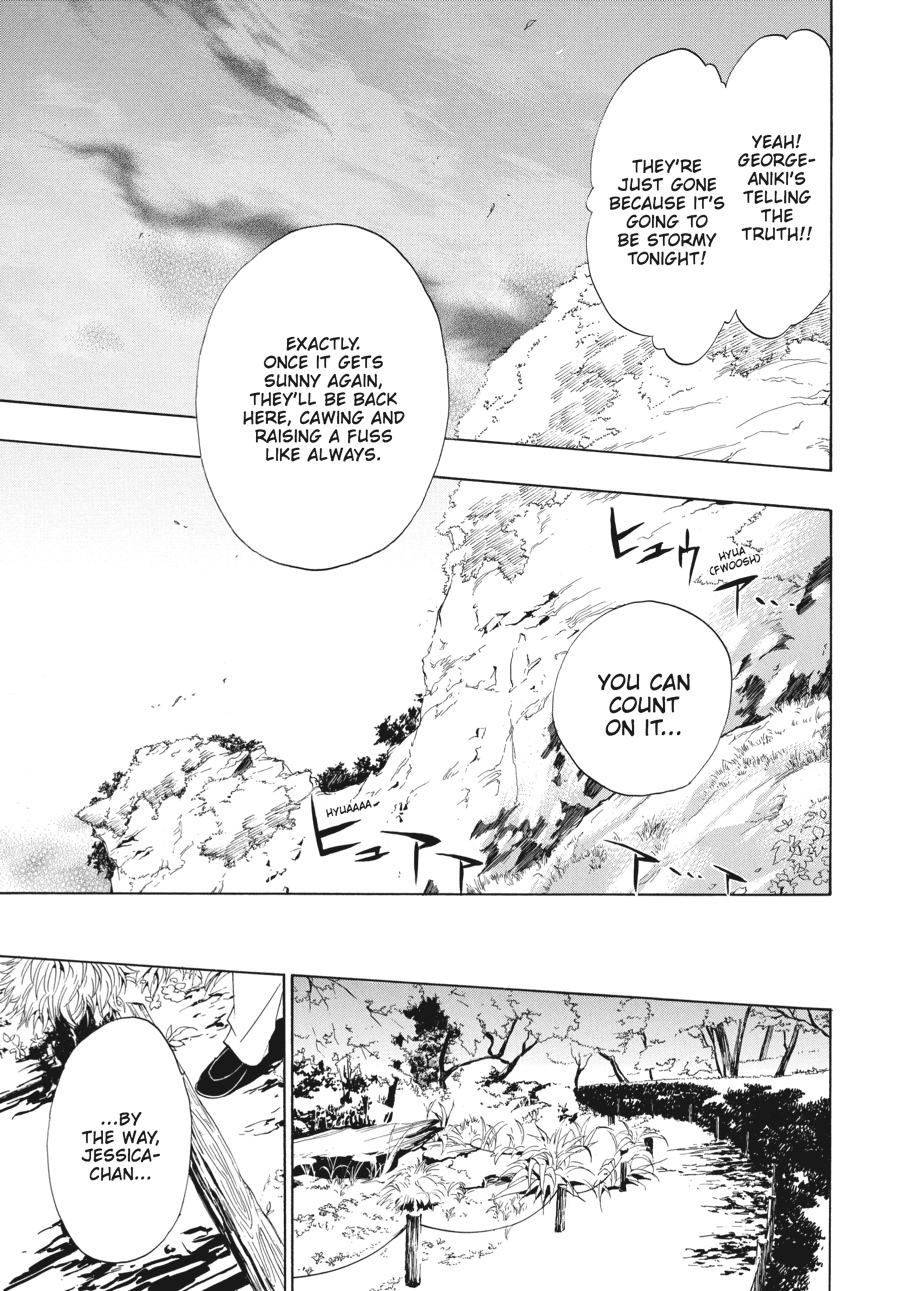 YEAH!
GEORGE-
ANIKI'S
TELLING
THE
TRUTH!!
THEY'RE
JUST GONE
BECAUSE IT'S
GOING TO
BE STORMY
TONIGHT!
EXACTLY.
ONCE IT GETS
SUNNY AGAIN,
THEY'LL BE BACK
HERE, CAWING AND
RAISING A FUSS
LIKE ALWAYS.
ヒュウ
HYUA
(FWOOSH)
ア…
YOU CAN
COUNT
ON IT...
HYUAAAA
ヒュアア
ア…ア
...BY
THE WAY,
JESSICA-
CHAN...